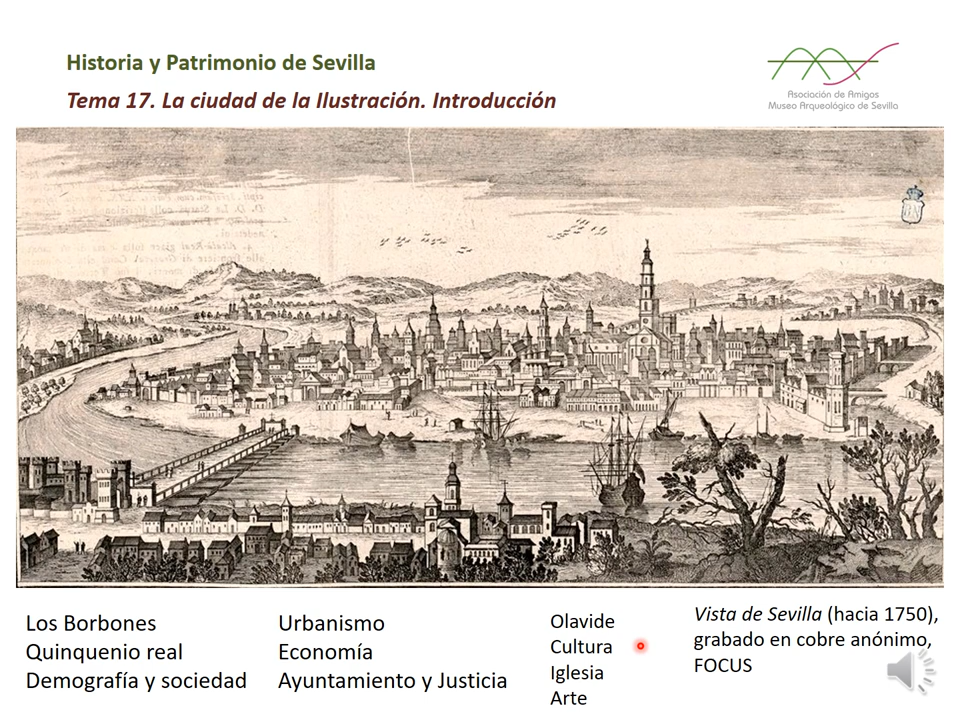 Historia y Patrimonio de Sevilla
Tema 17. La ciudad de la Ilustración. Introducción
Asociación de Amigos
Museo Arqueológico de Sevilla
Los Borbones
Quinquenio real
Demografía y sociedad
Urbanismo
Economía
Ayuntamiento y Justicia
Olavide
Cultura
Iglesia
Arte
Vista de Sevilla (hacia 1750),
grabado en cobre anónimo,
FOCUS